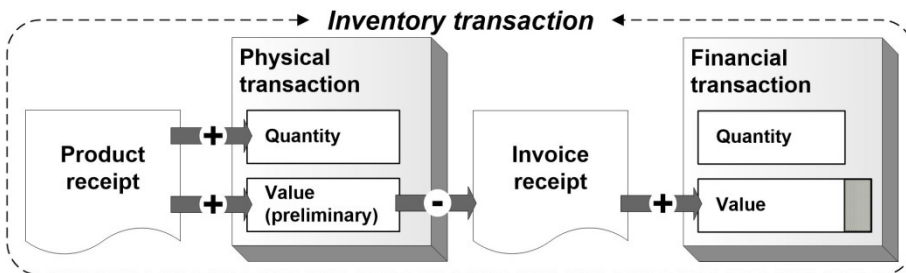 Inventory transaction
Physical
transaction
Quantity
Value
(preliminary)
Product
receipt
+
+
-
Invoice
receipt
+
Financial
transaction
Quantity
Value